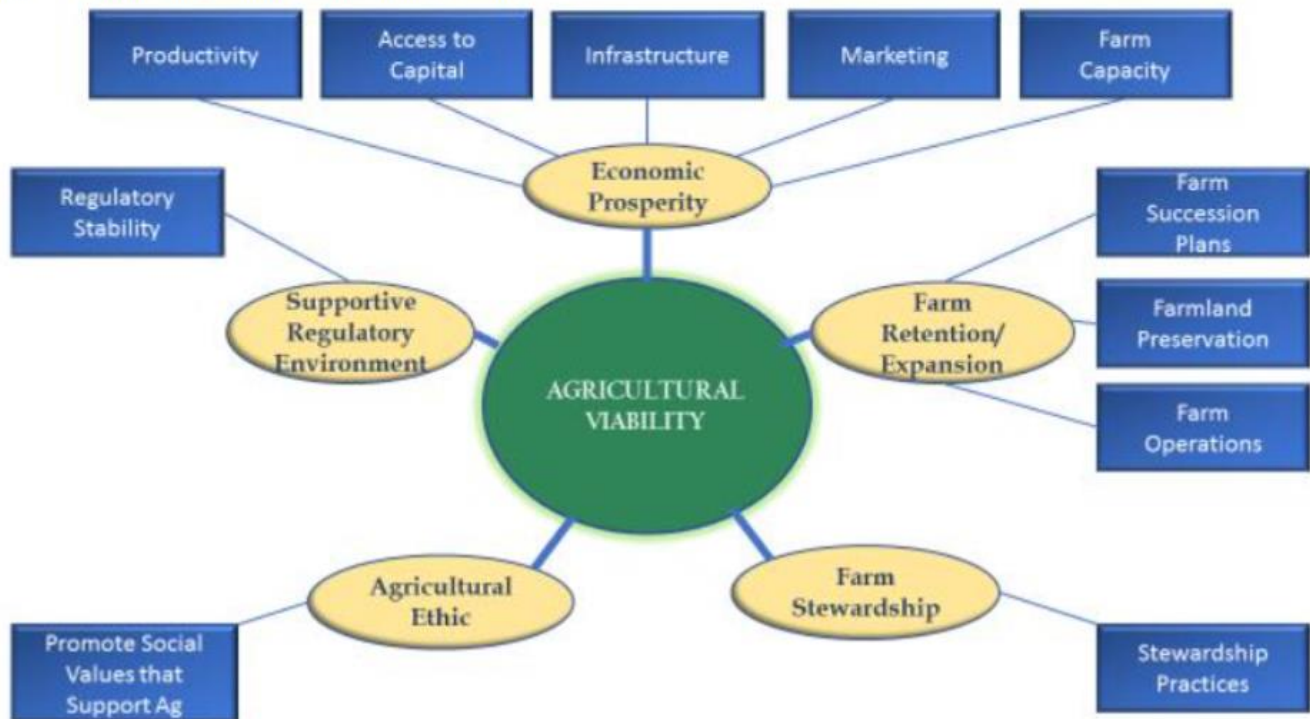 Productivity
Access to
Capital
Infrastructure
Marketing
Farm
Capacity
Economic
Prosperity
Regulatory
Stability
Farm
Succession
Plans
Supportive
Regulatory
Environment
Farm
Retention/
Expansion
Farmland
Preservation
AGRICULTURAL
VIABILITY
Farm
Operations
Agricultural
Ethic
Farm
Stewardship
Promote Social
Values that
Support Ag
Stewardship
Practices